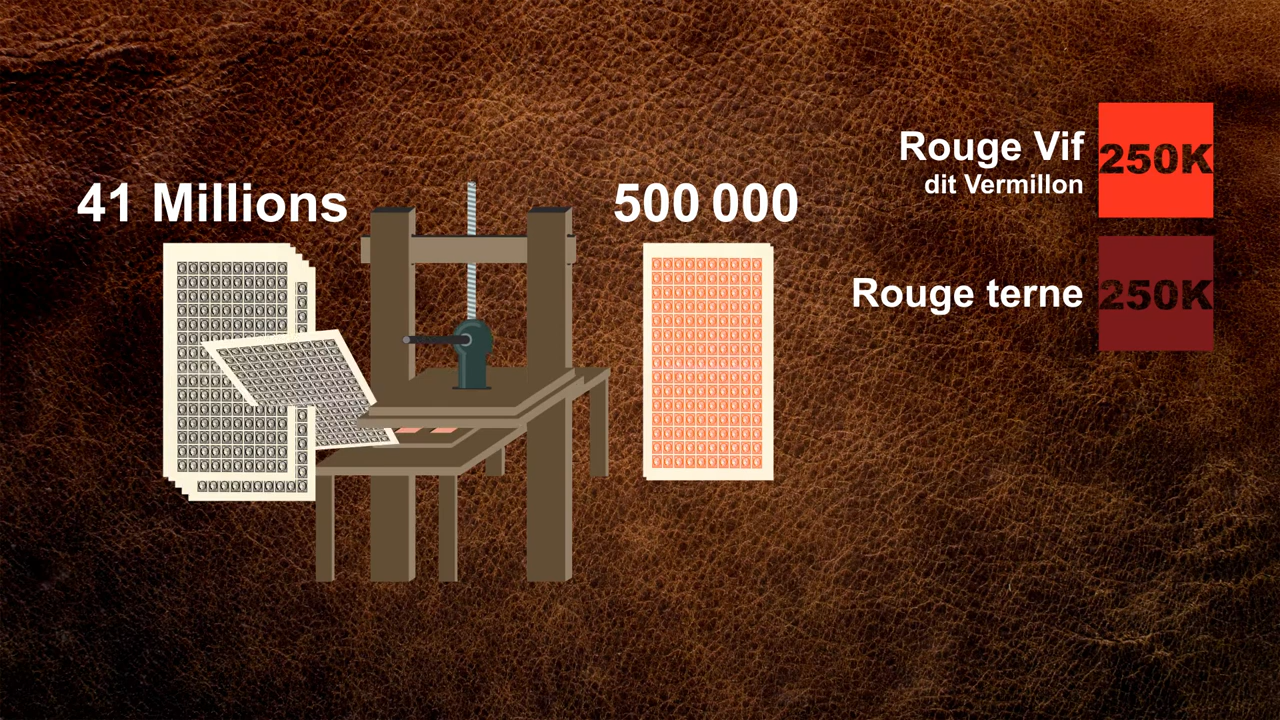 41 Millions
500 000
Rouge Vif
dit Vermillon
250K
Rouge terne
250K